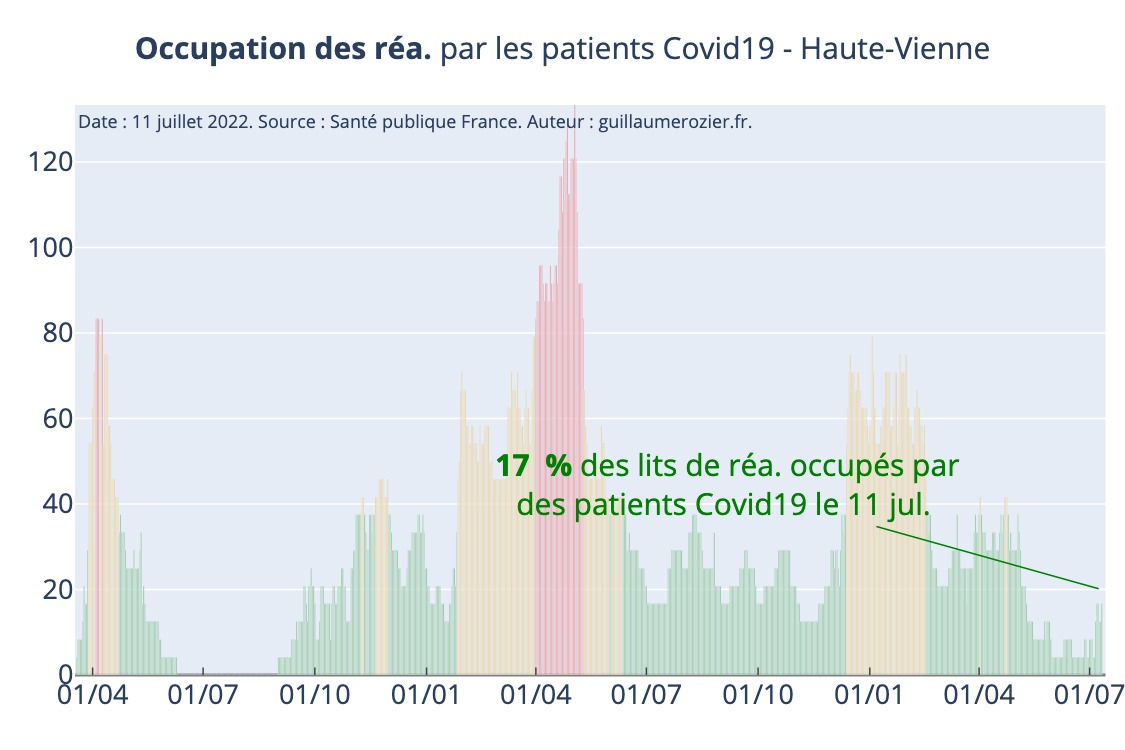 Occupation des réa. par les patients Covid19 - Haute-Vienne
Date : 11 juillet 2022. Source : Santé publique France. Auteur : guillaumerozier.fr.
120
100
80
60
40
20
0
17  % des lits de réa. occupés par
des patients Covid19 le 11 jul.
01/04 01/07 01/10 01/01 01/04 01/07 01/10 01/01 01/04 01/07